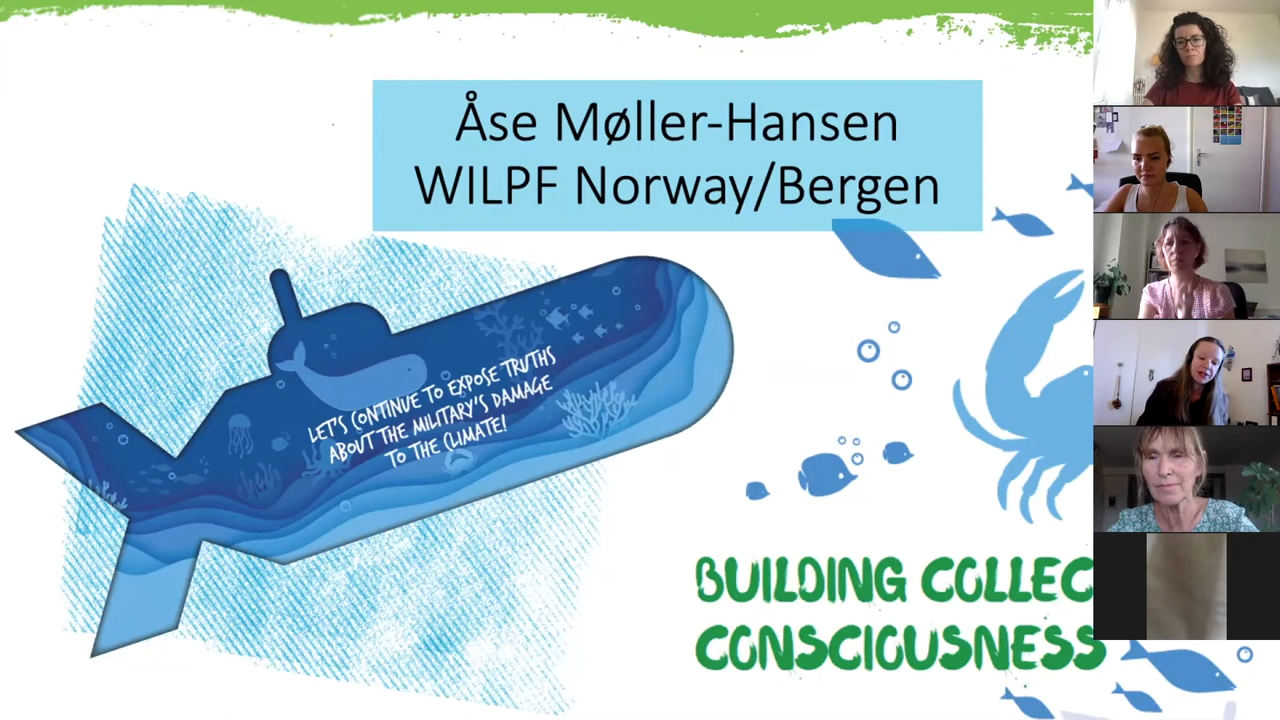 Åse Møller-Hansen
WILPF Norway/Bergen
LET'S CONTINUE TO EXPOSE TRUTHS
ABOUT THE MILITARY'S DAMAGE
TO THE CLIMATE!
BUILDING COLLEC
CONSCIOUSNESS